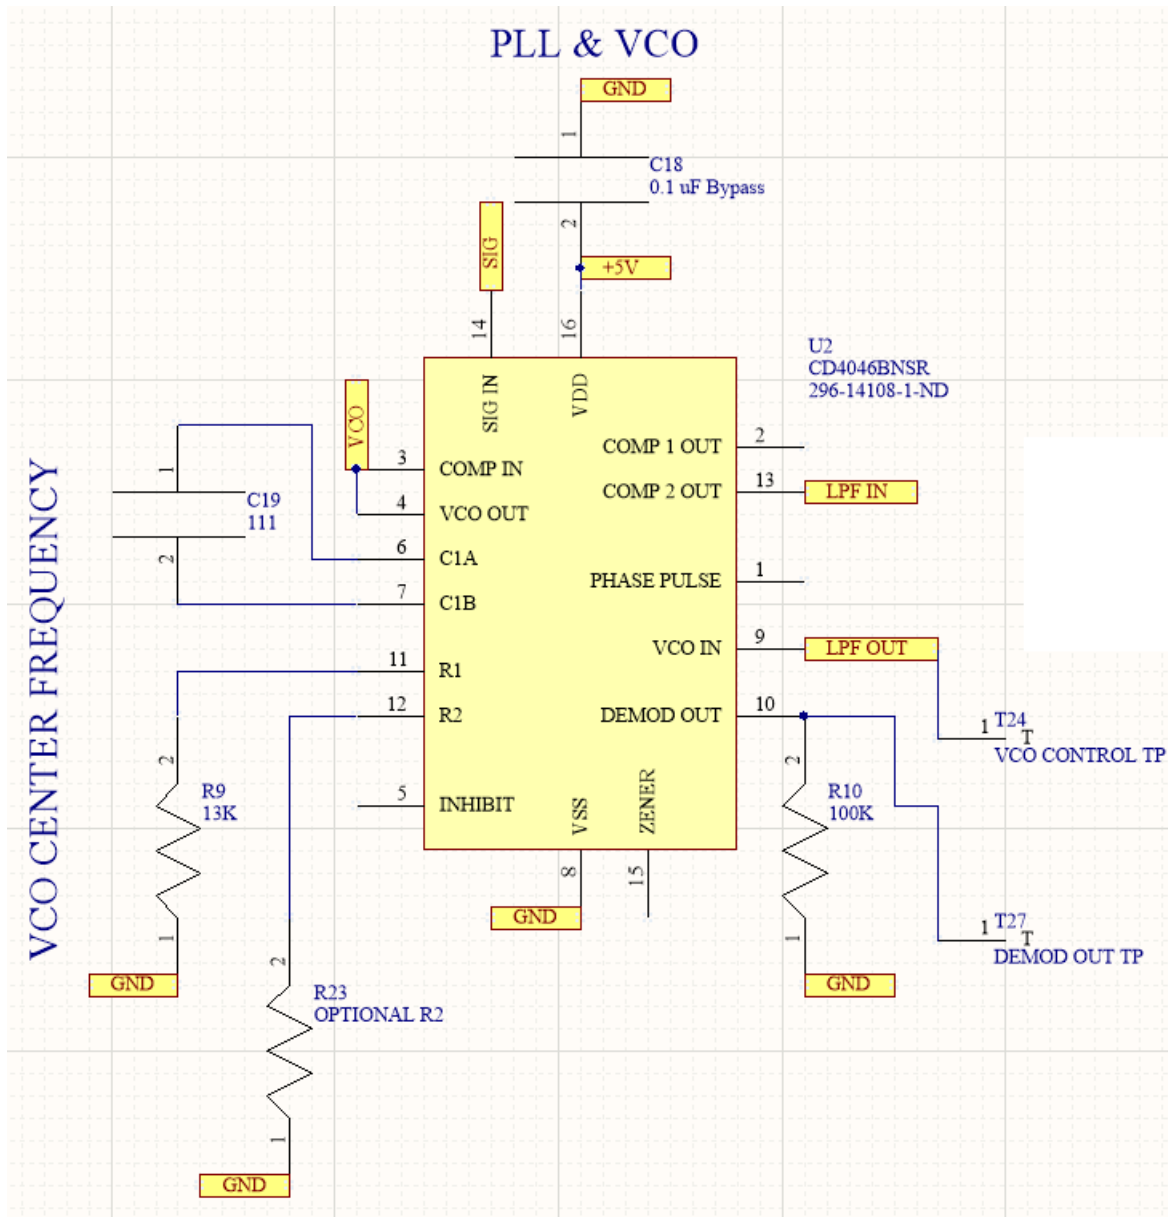 PLL & VCO
GND
1
C18
0.1 uF Bypass
2
SIG
+5V
14
16
U2
CD4046BNSR
296-14108-1-ND
SIG IN
VDD
VCO
3
COMP IN
4
VCO OUT
6
C1A
7
C1B
11
R1
12
R2
5
INHIBIT
COMP 1 OUT
2
COMP 2 OUT
13
LPF IN
PHASE PULSE
1
VCO IN
9
LPF OUT
DEMOD OUT
10
VSS
ZENER
8
15
GND
VCO CENTER FREQUENCY
1
C19
111
2
2
R9
13K
1
GND
2
R23
OPTIONAL R2
1
GND
2
R10
100K
1
GND
1
T24
T
VCO CONTROL TP
1
T27
T
DEMOD OUT TP